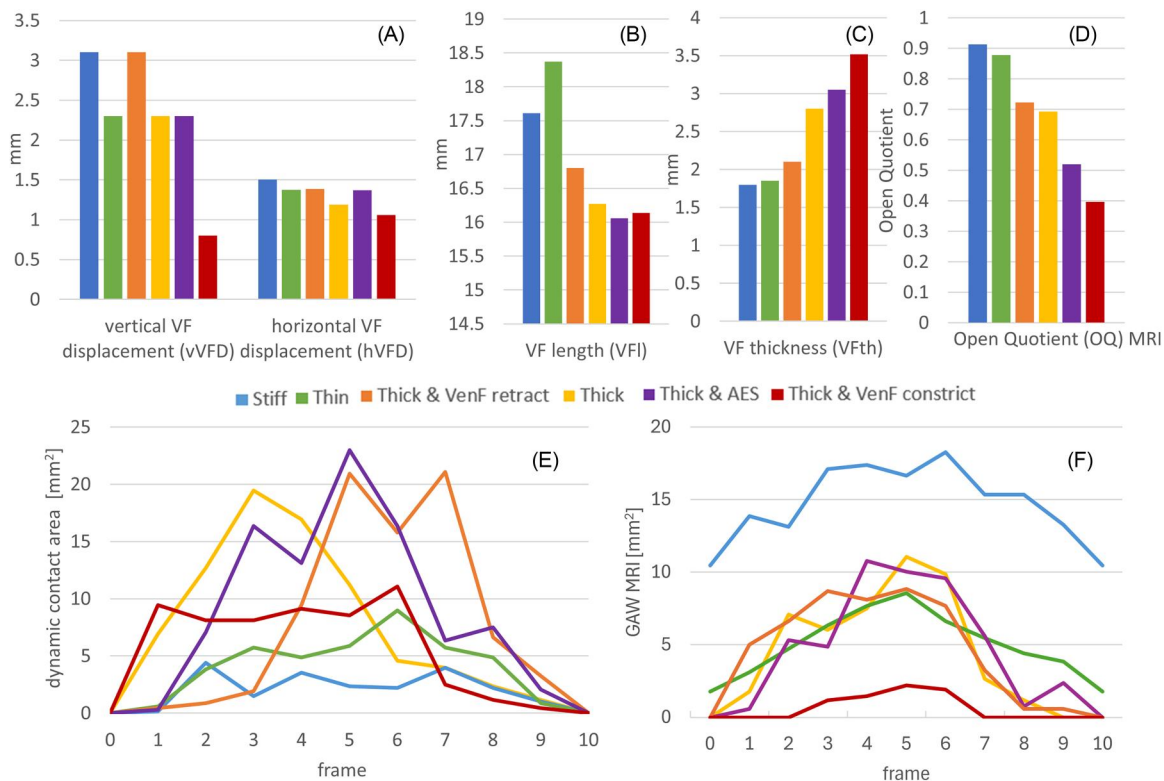 (A)
3.5
3
2.5
2
1.5
1
0.5
0
mm
vertical VF
displacement (vVFD)
horizontal VF
displacement (hVFD)
(B)
19
18.5
18
17.5
17
16.5
16
15.5
15
14.5
mm
VF length (VFl)
(C)
4
3.5
3
2.5
2
1.5
1
0.5
0
mm
VF thickness (VFth)
(D)
1
0.9
0.8
0.7
0.6
0.5
0.4
0.3
0.2
0.1
0
Open Quotient
Open Quotient (OQ) MRI
Stiff Thin Thick & VenF retract Thick Thick & AES Thick & VenF constrict
(E)
25
20
15
10
5
0
dynamic contact area [mm²]
0 1 2 3 4 5 6 7 8 9 10
frame
(F)
20
15
10
5
0
GAW MRI [mm²]
0 1 2 3 4 5 6 7 8 9 10
frame